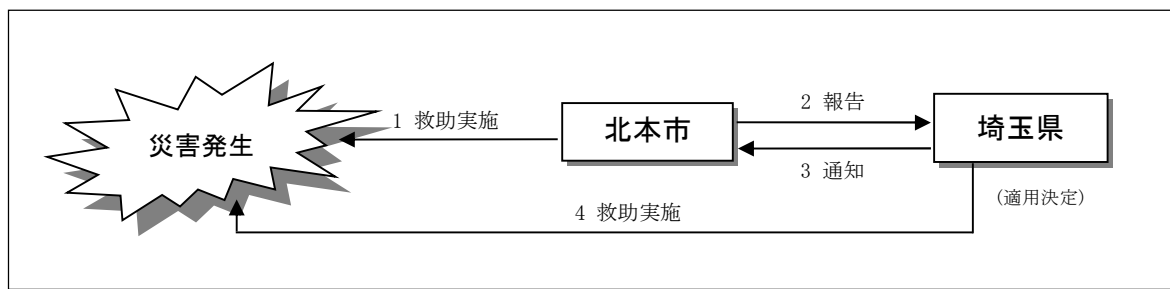 2 報告
1 救助実施
北本市
埼玉県
災害発生
3 通知
(適用決定)
4 救助実施